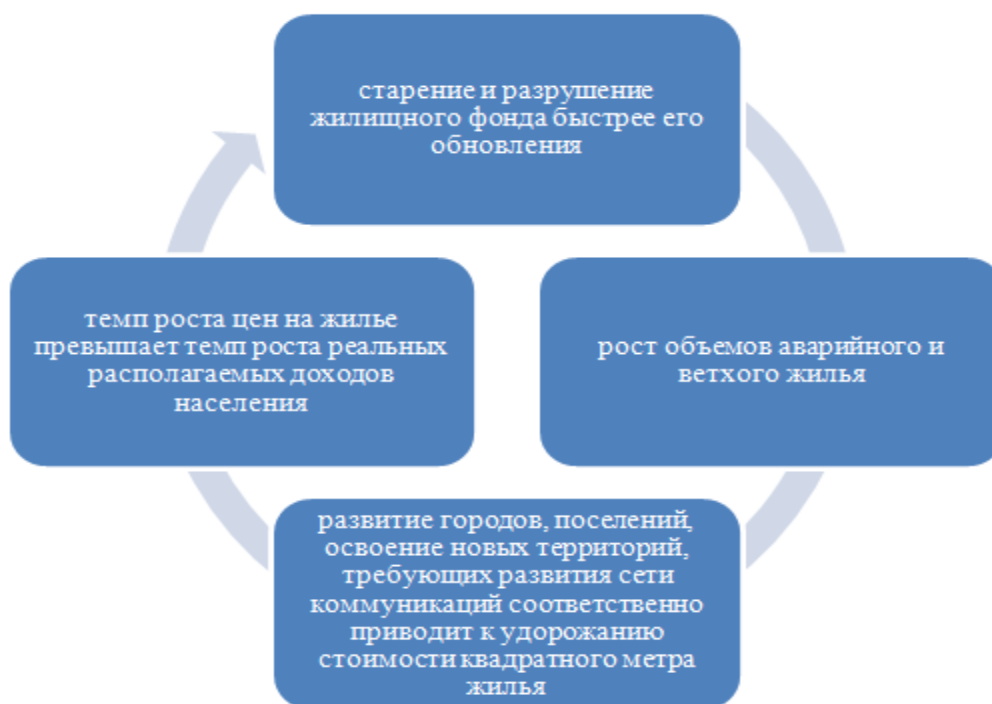 старение и разрушение
жилищного фонда быстрее его
обновления
темп роста цен на жилье
превышает темп роста реальных
располагаемых доходов
населения
рост объемов аварийного и
ветхого жилья
развитие городов, поселений,
освоение новых территорий,
требующих развития сети
коммуникаций соответственно
приводит к удорожанию
стоимости квадратного метра
жилья